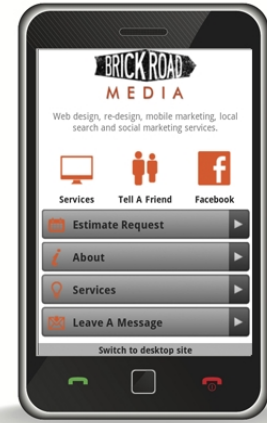 BRICK ROAD
MEDIA
Web design, re-design, mobile marketing, local
search and social marketing services.
Services Tell A Friend Facebook
Estimate Request
About
Services
Leave A Message
Switch to desktop site